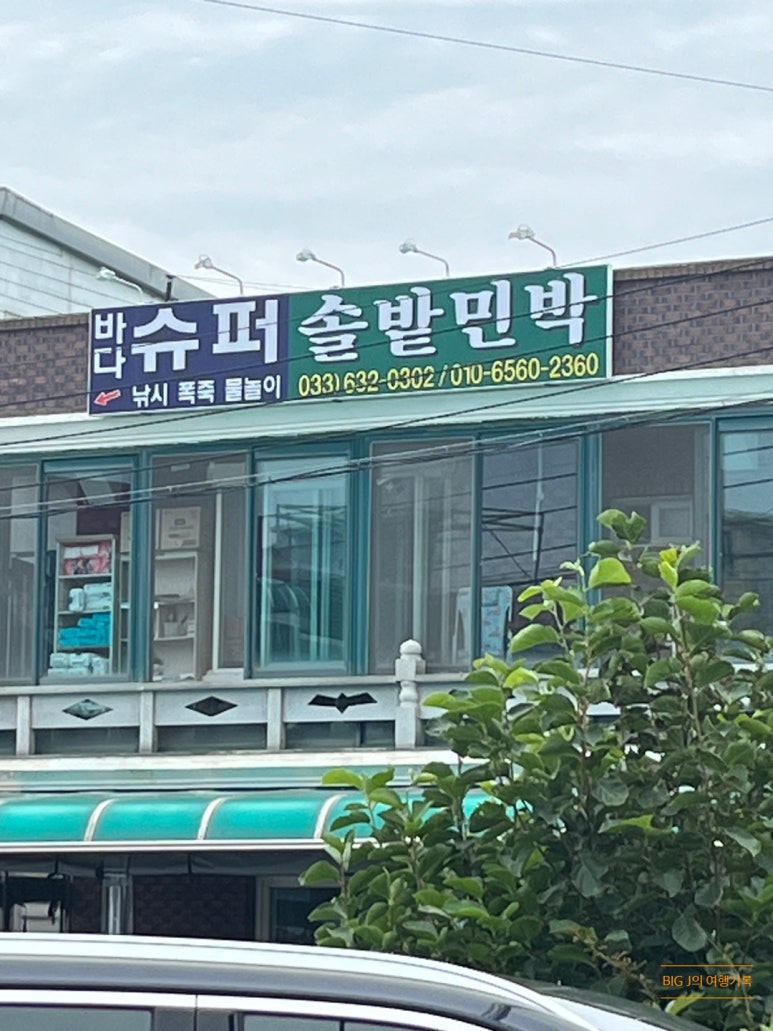 바다 슈퍼
낚시 폭죽 물놀이
솔밭민박
033) 632-0302 / 010-6560-2360
BIG J의 여행기록